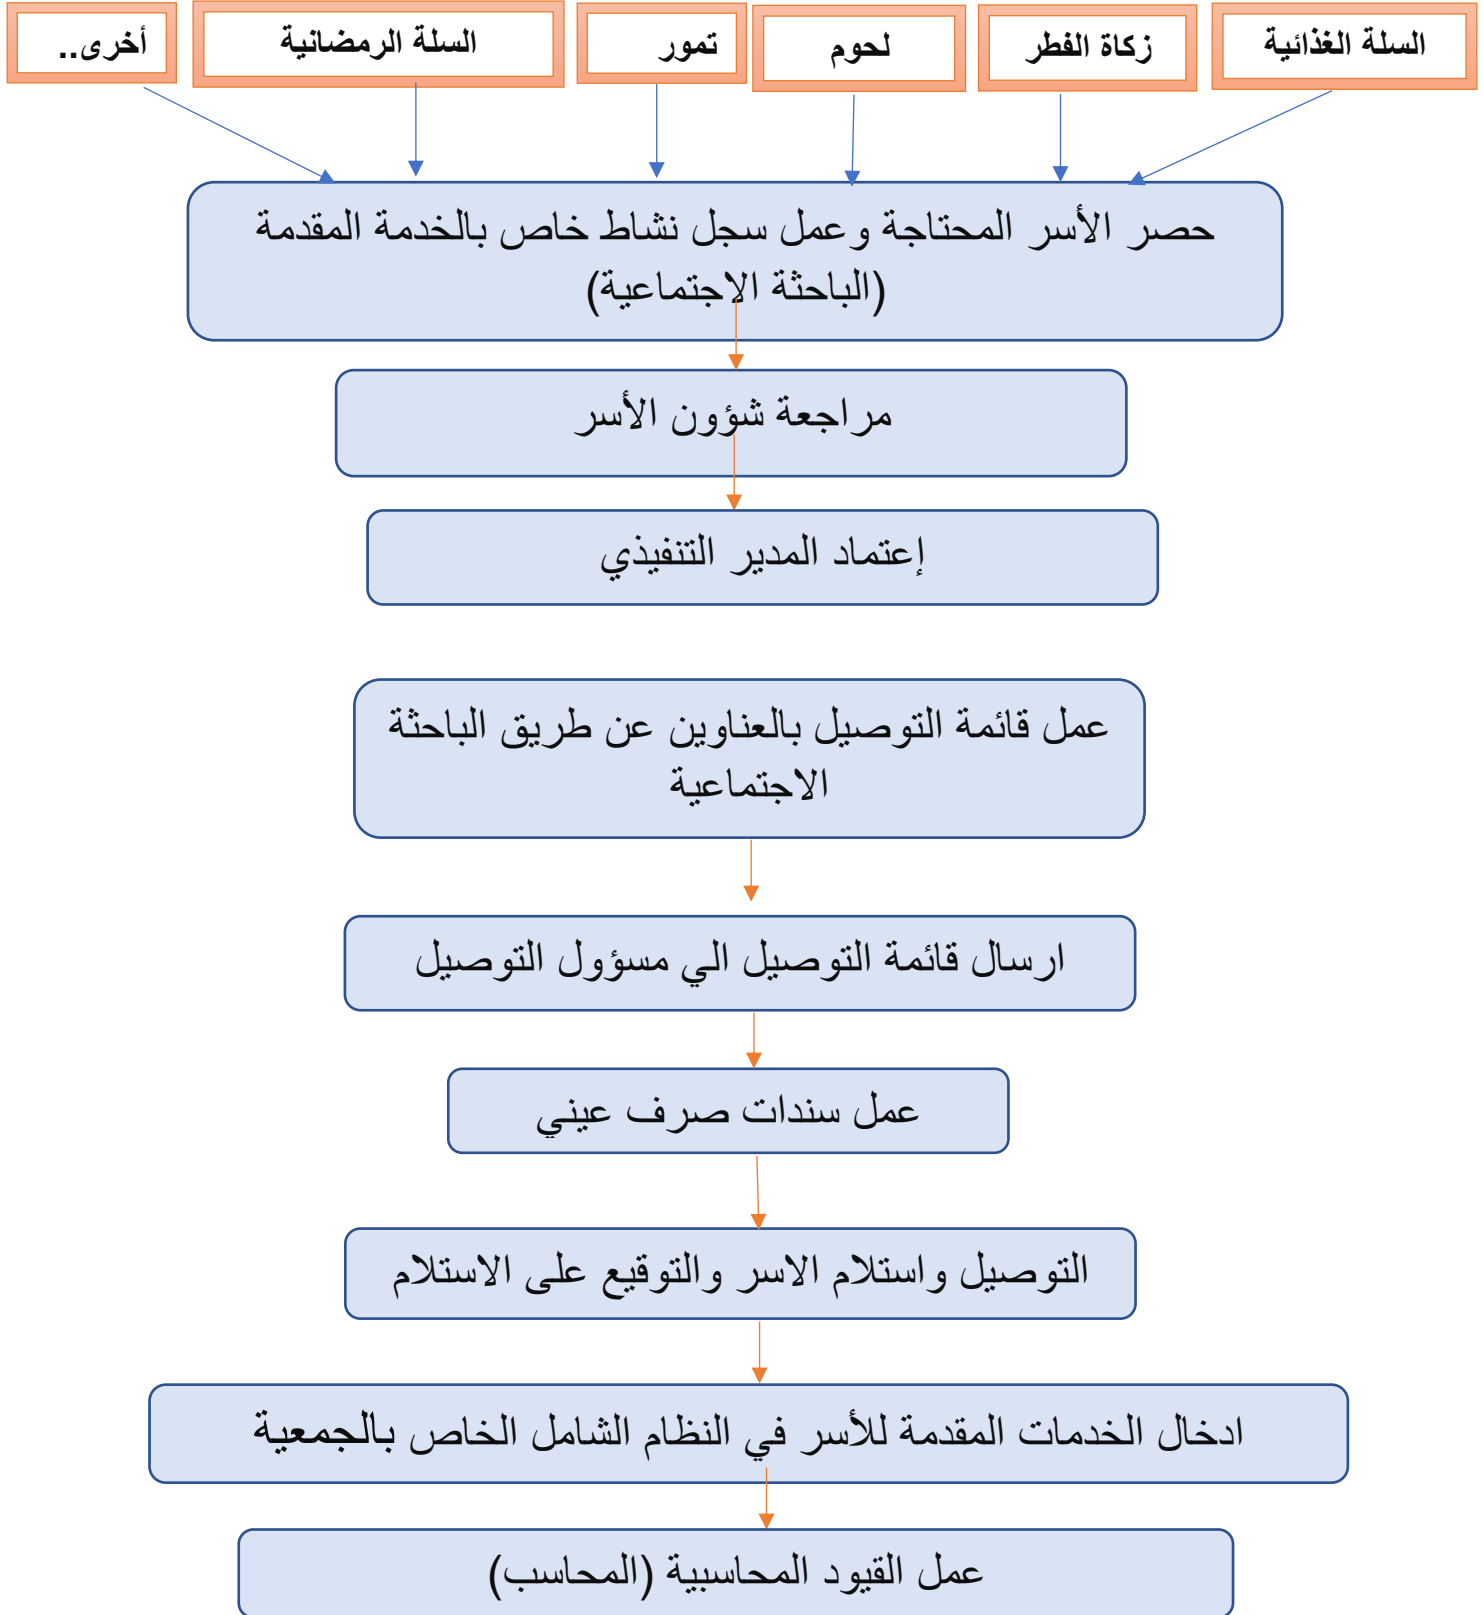 السلة الغذائية
زكاة الفطر
لحوم
تمور
السلة الرمضانية
أخرى..
حصر الأسر المحتاجة وعمل سجل نشاط خاص بالخدمة المقدمة
(الباحثة الاجتماعية)
مراجعة شؤون الأسر
إعتماد المدير التنفيذي
عمل قائمة التوصيل بالعناوين عن طريق الباحثة
الاجتماعية
ارسال قائمة التوصيل الي مسؤول التوصيل
عمل سندات صرف عيني
التوصيل واستلام الاسر والتوقيع على الاستلام
ادخال الخدمات المقدمة للأسر في النظام الشامل الخاص بالجمعية
عمل القيود المحاسبية (المحاسب)